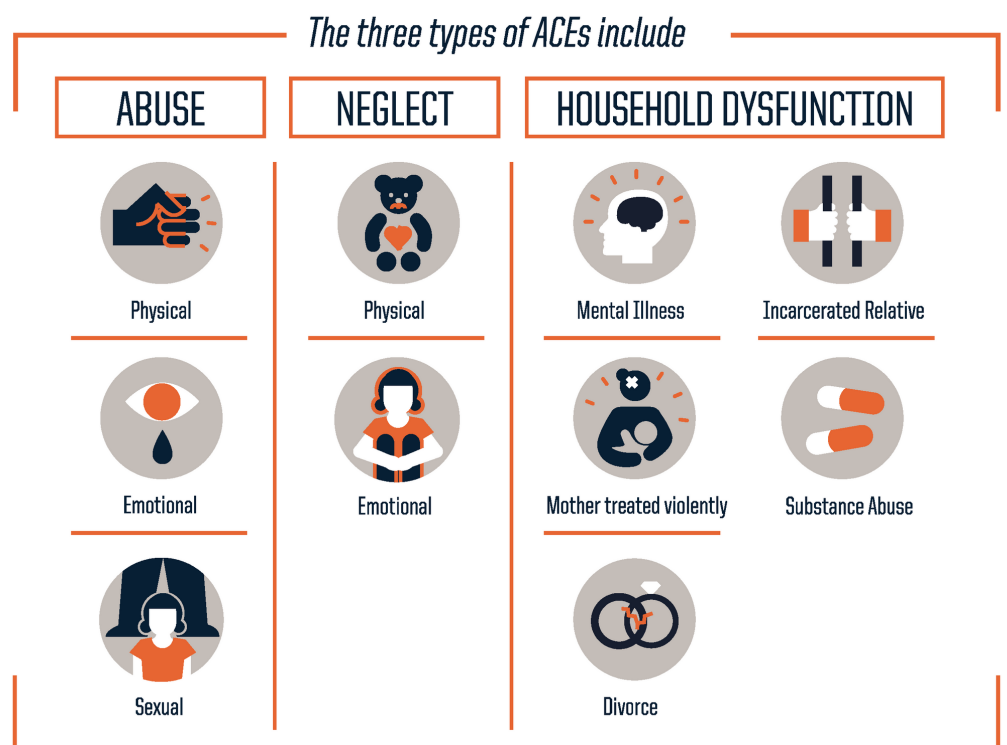 The three types of ACEs include
ABUSE
NEGLECT
HOUSEHOLD DYSFUNCTION
Physical
Emotional
Sexual
Physical
Emotional
Mental Illness
Incarcerated Relative
Mother treated violently
Substance Abuse
Divorce